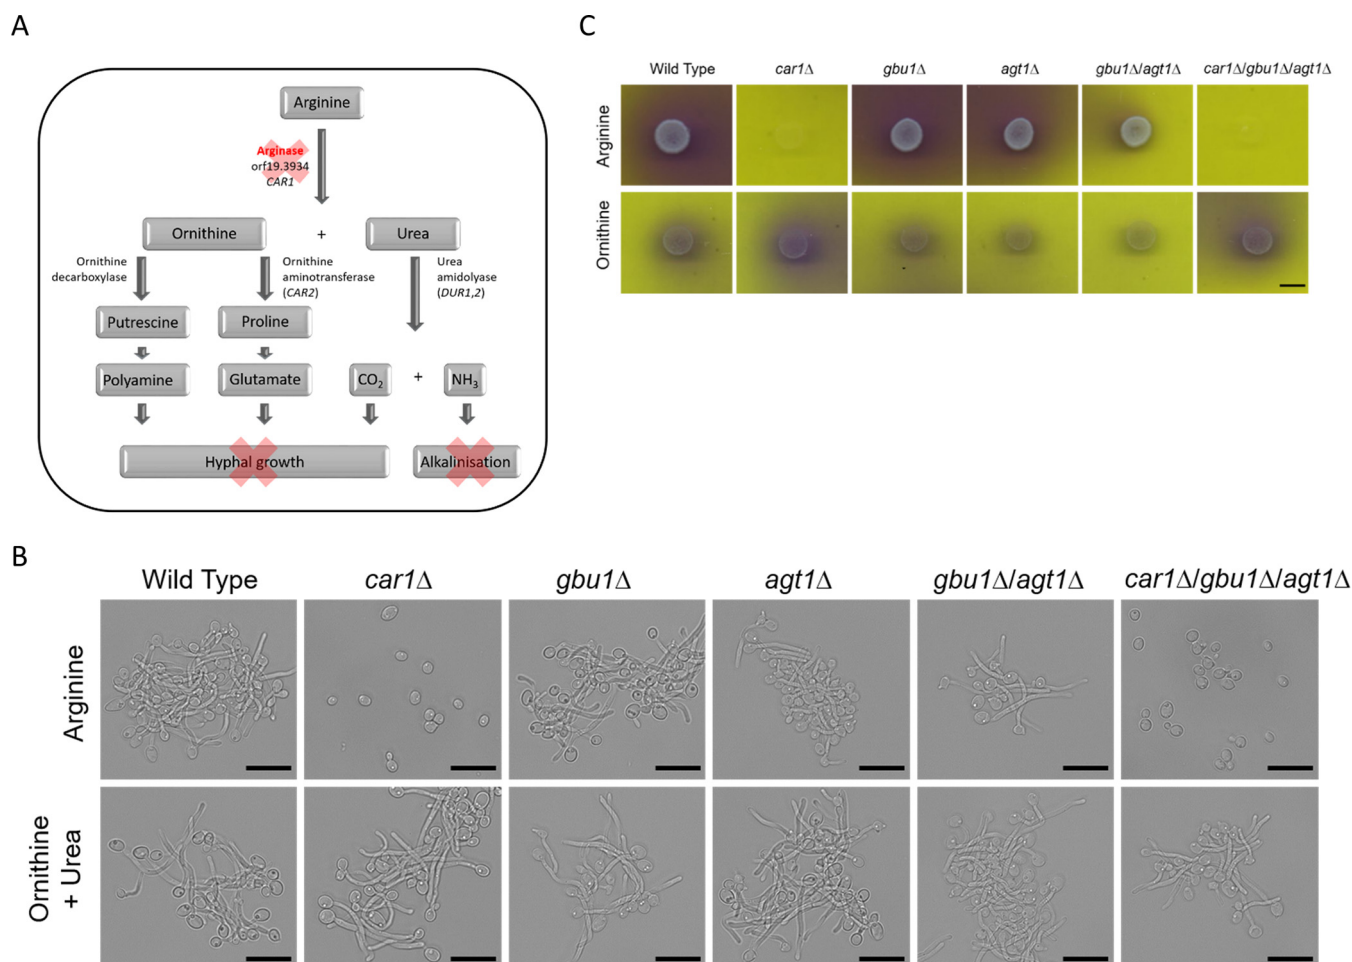 A
Arginine
Arginase
orf19.3934
CAR1
Ornithine
+
Urea
Ornithine
decarboxylase
Ornithine
aminotransferase
(CAR2)
Urea
amidolyase
(DUR1,2)
Putrescine
Proline
Polyamine
Glutamate
CO2
+
NH3
Hyphal growth
Alkalinisation
C
Wild Type car1Δ gbu1Δ agt1Δ gbu1Δ/agt1Δ car1Δ/gbu1Δ/agt1Δ
Arginine
Ornithine
B
Wild Type car1Δ gbu1Δ agt1Δ gbu1Δ/agt1Δ car1Δ/gbu1Δ/agt1Δ
Arginine
Ornithine
+ Urea